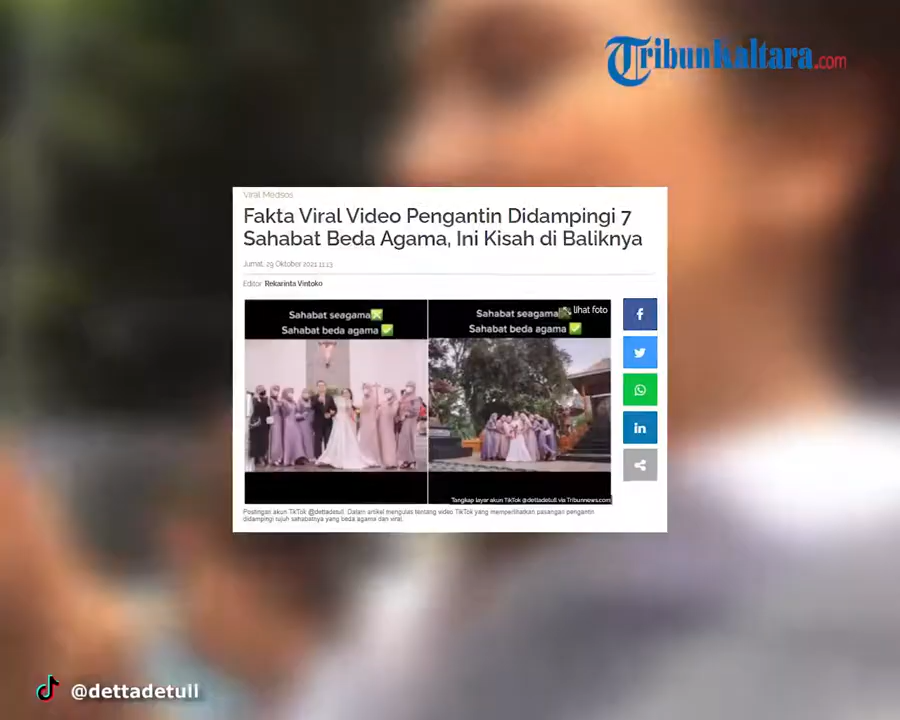 Tribunkaltara.com
Viral Medsos
Fakta Viral Video Pengantin Didampingi 7
Sahabat Beda Agama, Ini Kisah di Baliknya
Jumat, 29 Oktober 2021 11:13
Editor: Rekarinta Vintoko
lihat foto
Sahabat seagama❎
Sahabat beda agama ✅
Sahabat seagama❎
Sahabat beda agama ✅
Tangkap layar akun TikTok @dettadetull via Tribunnews.com
Postingan akun TikTok @dettadetull. Dalam artikel mengulas tentang video TikTok yang memperlihatkan pasangan pengantin
didampingi tujuh sahabatnya yang beda agama dan viral.
@dettadetull